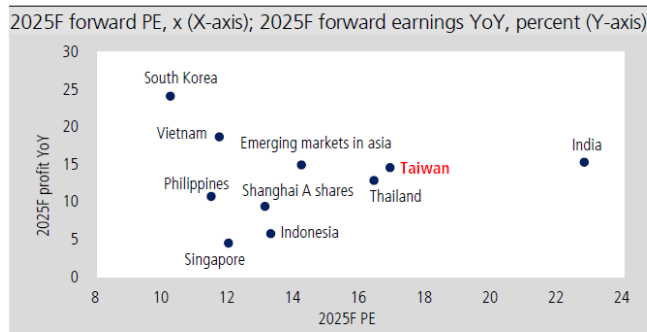 2025F forward PE, x (X-axis); 2025F forward earnings YoY, percent (Y-axis)
30
25
20
15
10
5
0
2025F profit YoY
South Korea
Vietnam
Emerging markets in asia
India
Taiwan
Philippines
Shanghai A shares
Thailand
Indonesia
Singapore
8 10 12 14 16 18 20 22 24
2025F PE